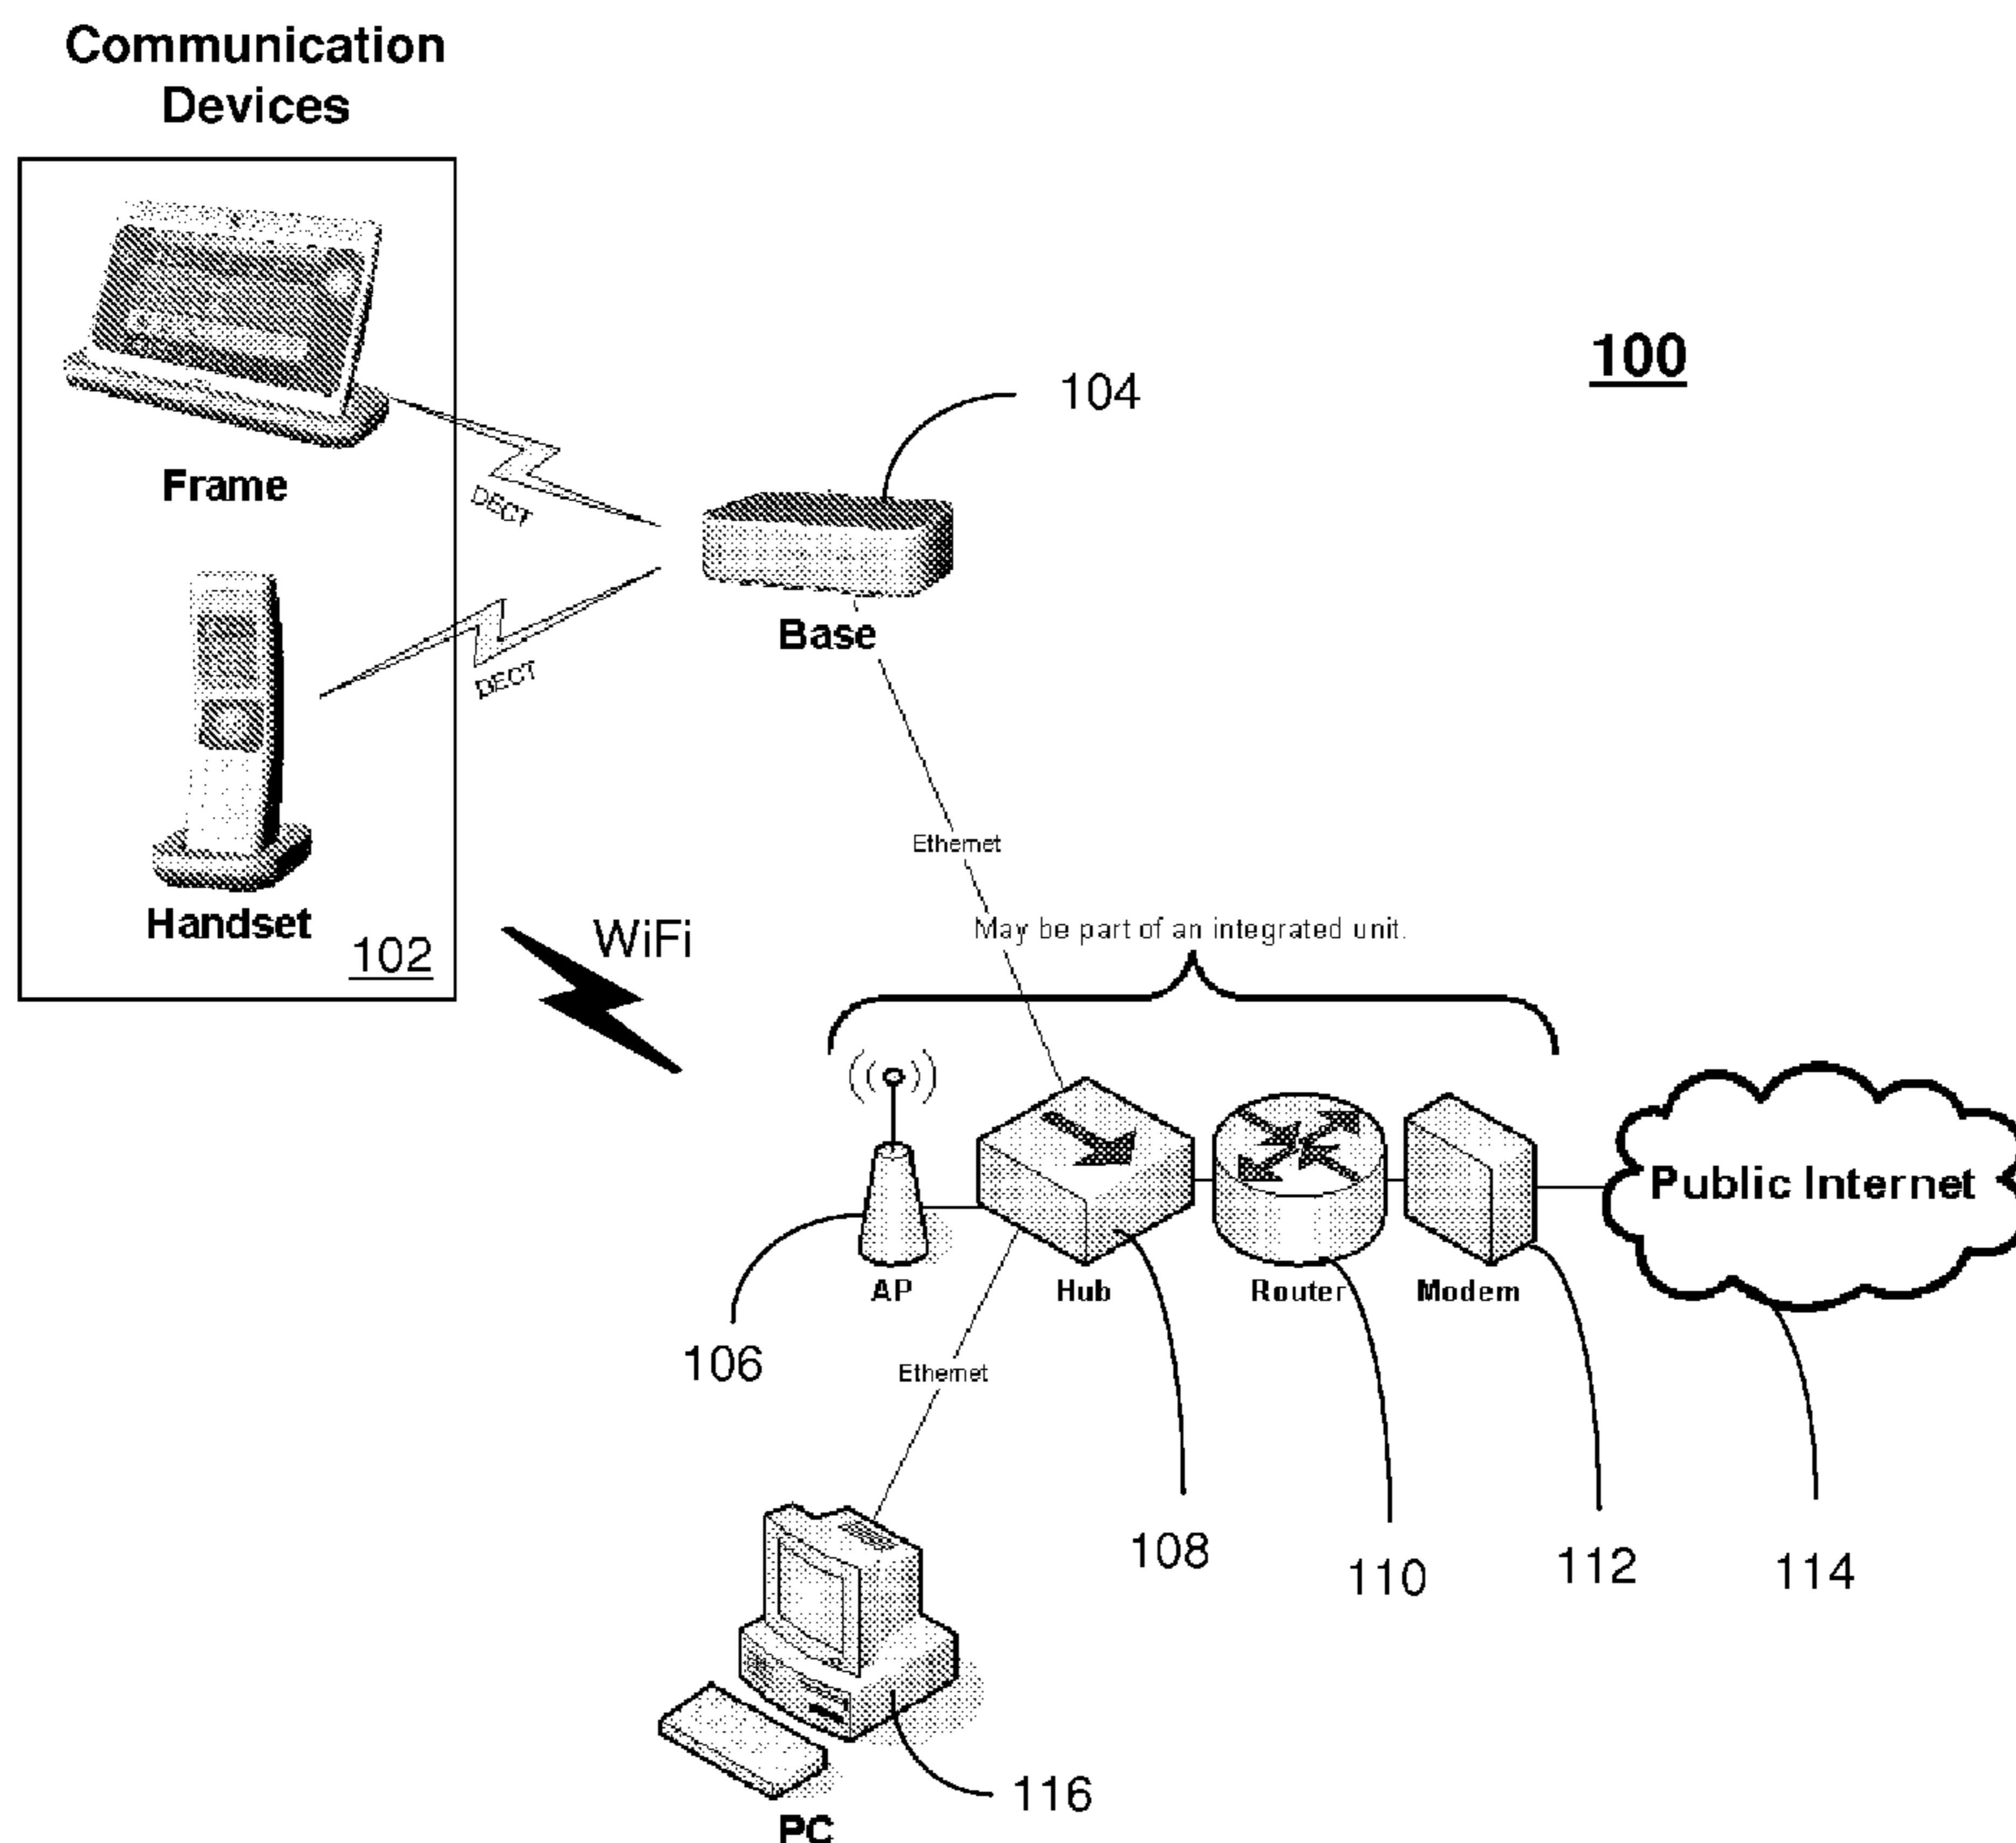 Communication
Devices
100
104
Frame
DECT
Base
DECT
Ethernet
Handset
102
WiFi
May be part of an integrated unit.
Public Internet
AP
Hub
Router
Modem
106
Ethernet
108
110
112
114
116
PC